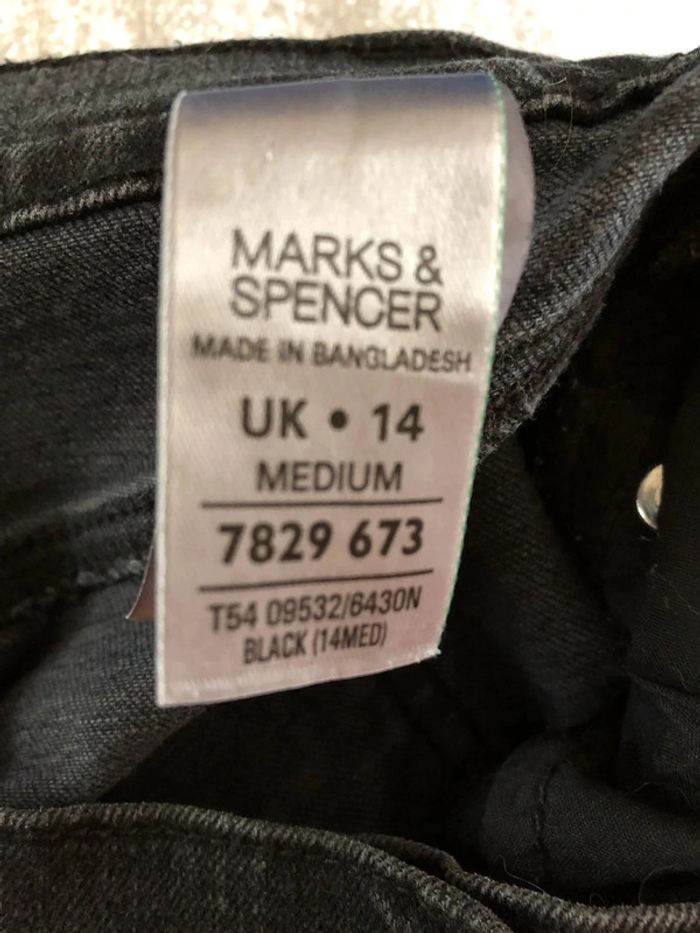 MARKS &
SPENCER
MADE IN BANGLADESH
UK • 14
MEDIUM
7829 673
T54 09532/6430N
BLACK (14MED)